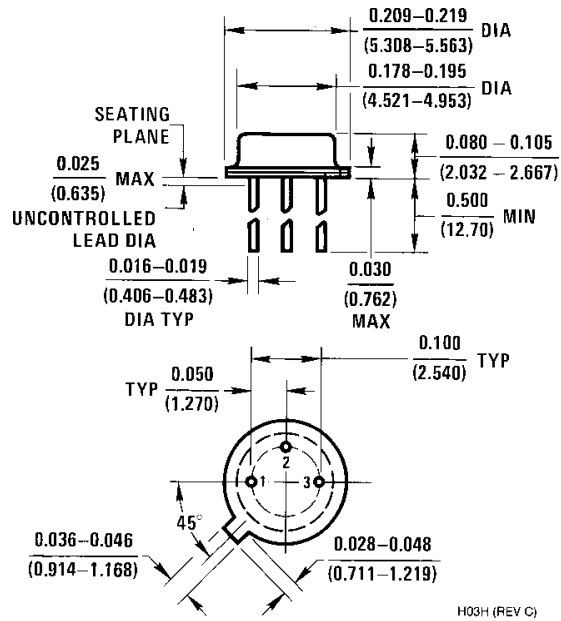 0.209–0.219 DIA
(5.308–5.563)
0.178–0.195 DIA
(4.521–4.953)
SEATING
PLANE
0.080 – 0.105
(2.032 – 2.667)
0.025 MAX
(0.635)
0.500 MIN
(12.70)
UNCONTROLLED
LEAD DIA
0.016–0.019
(0.406–0.483)
DIA TYP
0.030
(0.762)
MAX
0.100 TYP
(2.540)
TYP 0.050
(1.270)
2
1
3
45°
0.036–0.046
(0.914–1.168)
0.028–0.048
(0.711–1.219)
H03H (REV C)